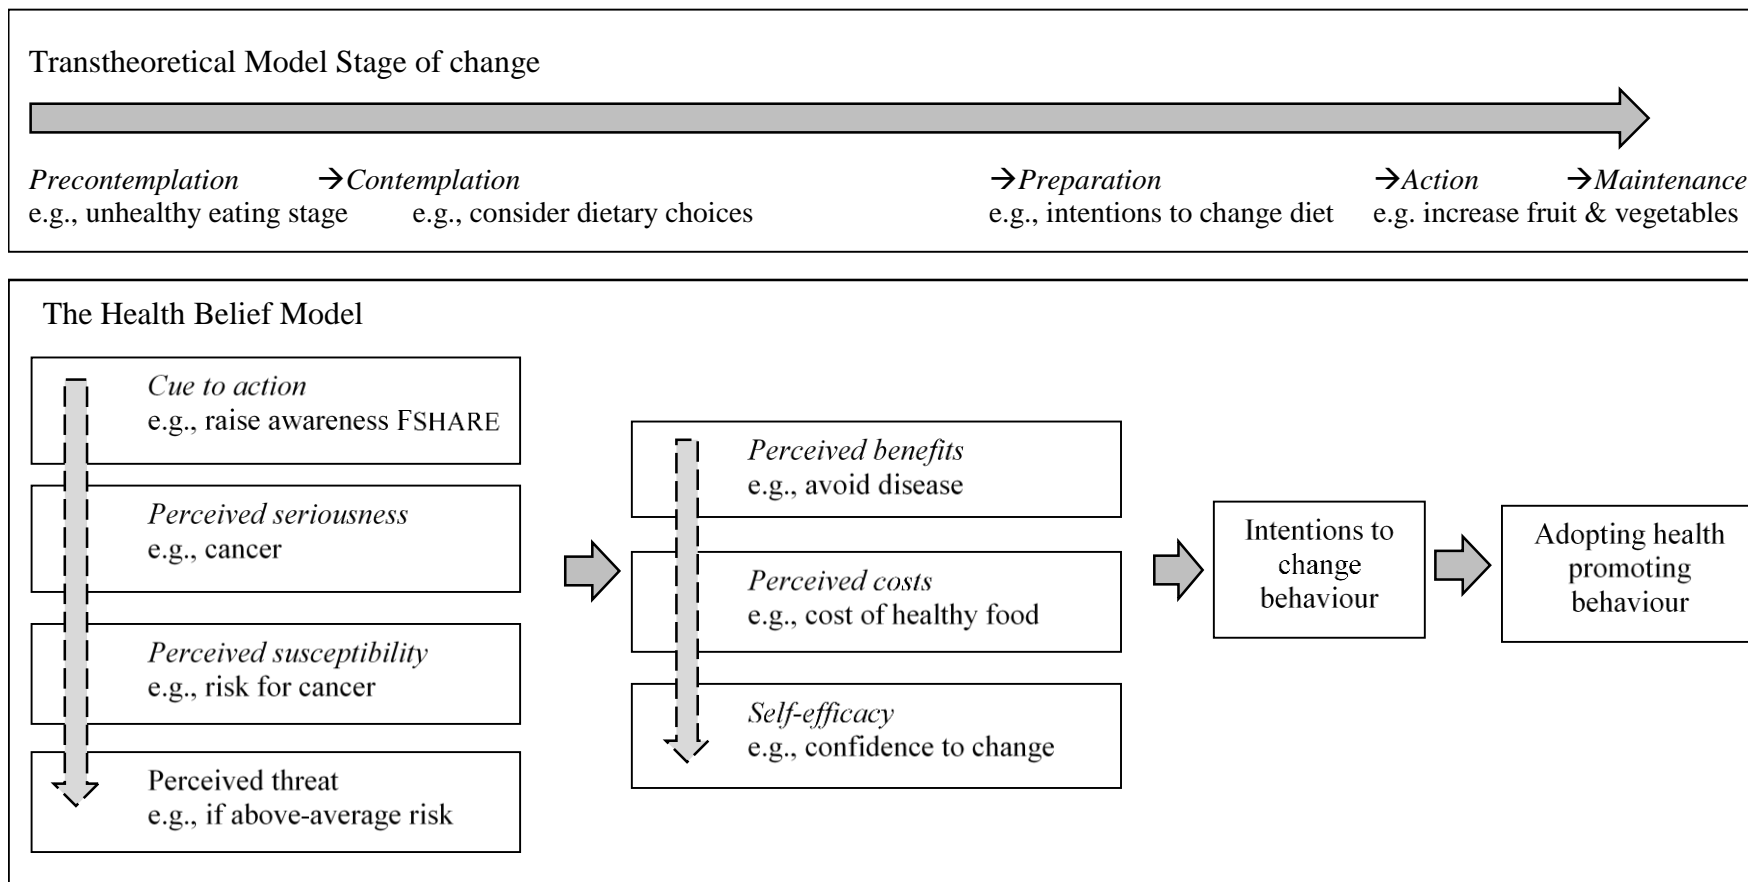 Transtheoretical Model Stage of change
Precontemplation →Contemplation →Preparation →Action →Maintenance
e.g., unhealthy eating stage e.g., consider dietary choices e.g., intentions to change diet e.g. increase fruit & vegetables
The Health Belief Model
Cue to action
e.g., raise awareness FSHARE
Perceived seriousness
e.g., cancer
Perceived susceptibility
e.g., risk for cancer
Perceived threat
e.g., if above-average risk
Perceived benefits
e.g., avoid disease
Perceived costs
e.g., cost of healthy food
Self-efficacy
e.g., confidence to change
Intentions to
change
behaviour
Adopting health
promoting
behaviour